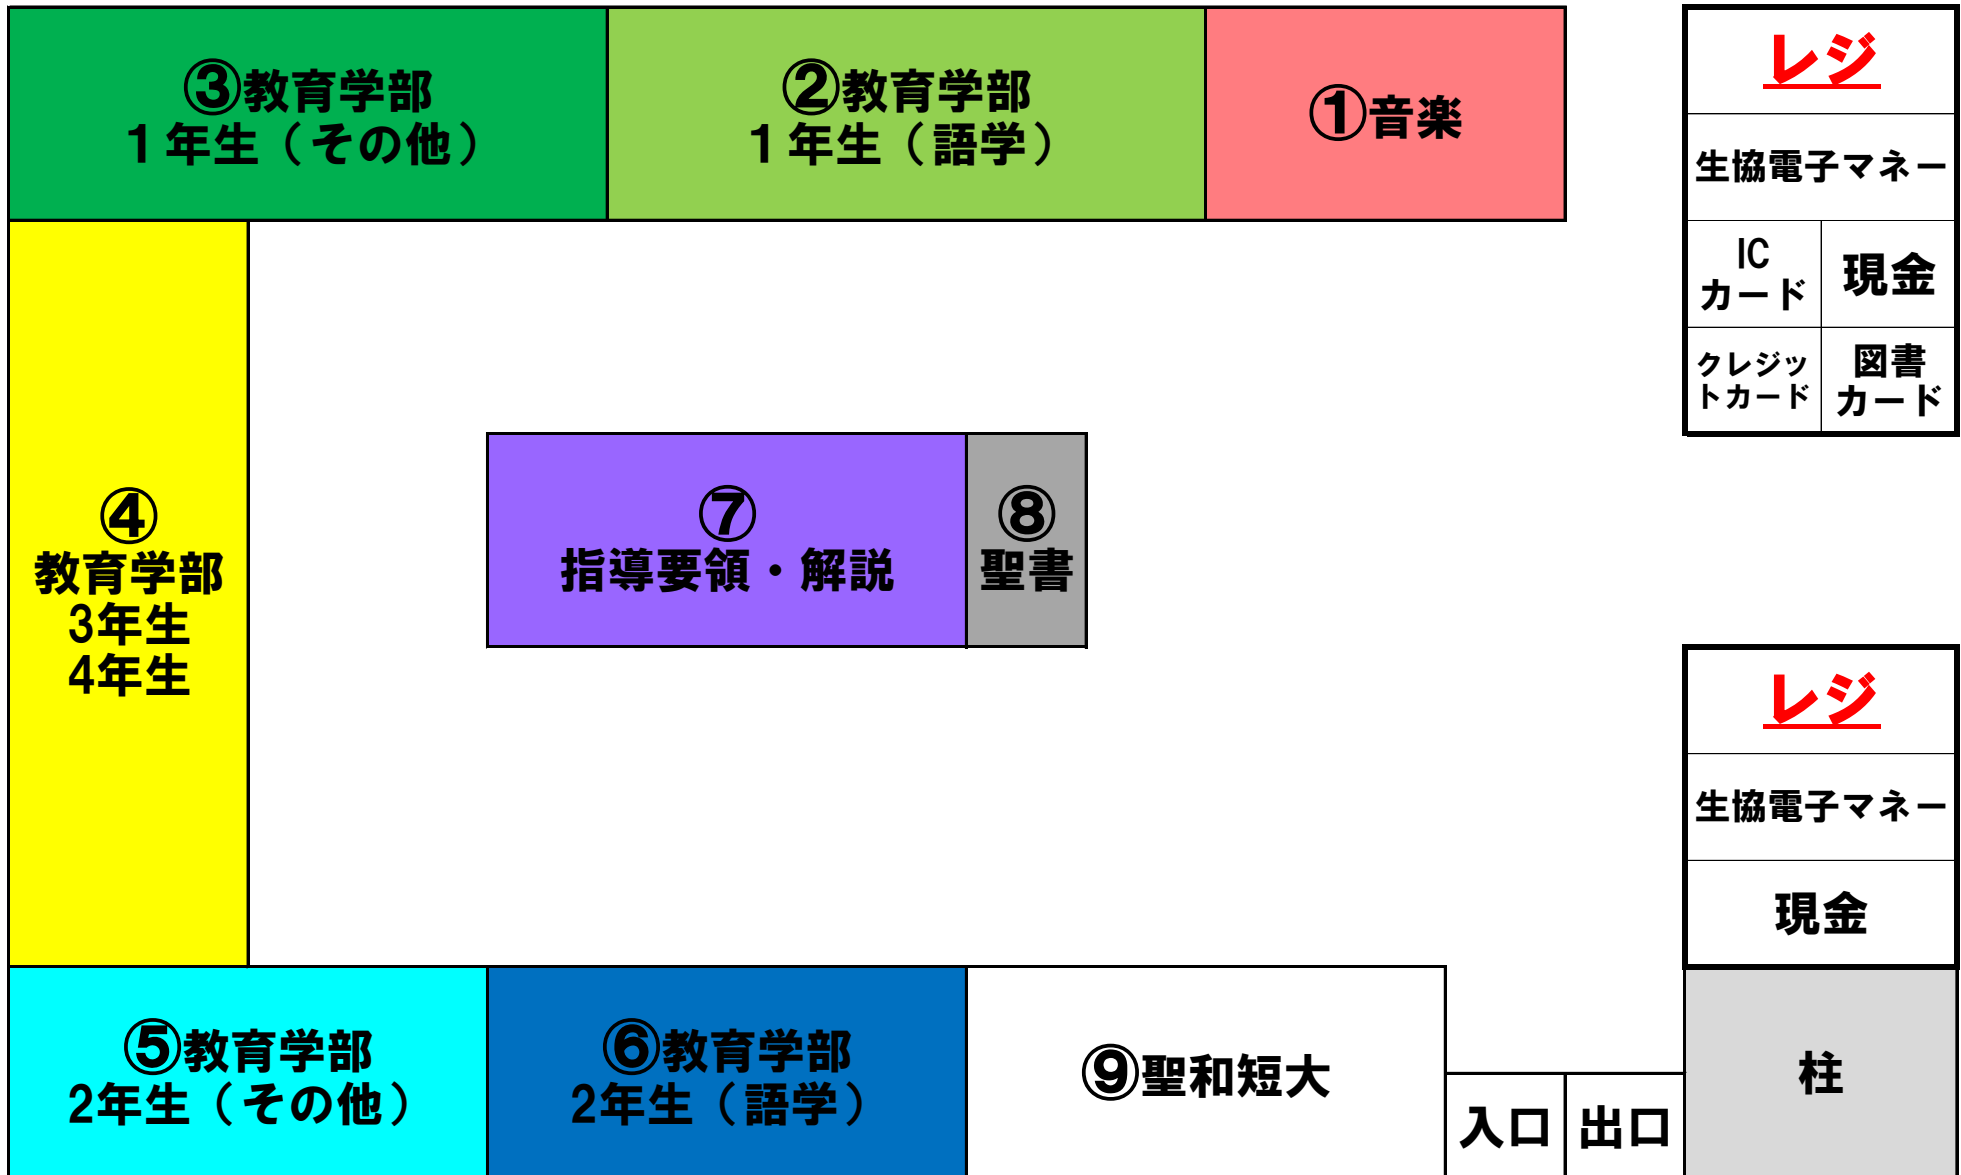 ③教育学部
１年生（その他）
②教育学部
１年生（語学）
①音楽
レジ
生協電子マネー
IC
カード
現金
クレジッ
トカード
図書
カード
④
教育学部
3年生
4年生
⑦
指導要領・解説
⑧
聖書
レジ
生協電子マネー
現金
⑤教育学部
2年生（その他）
⑥教育学部
2年生（語学）
⑨聖和短大
入口
出口
柱